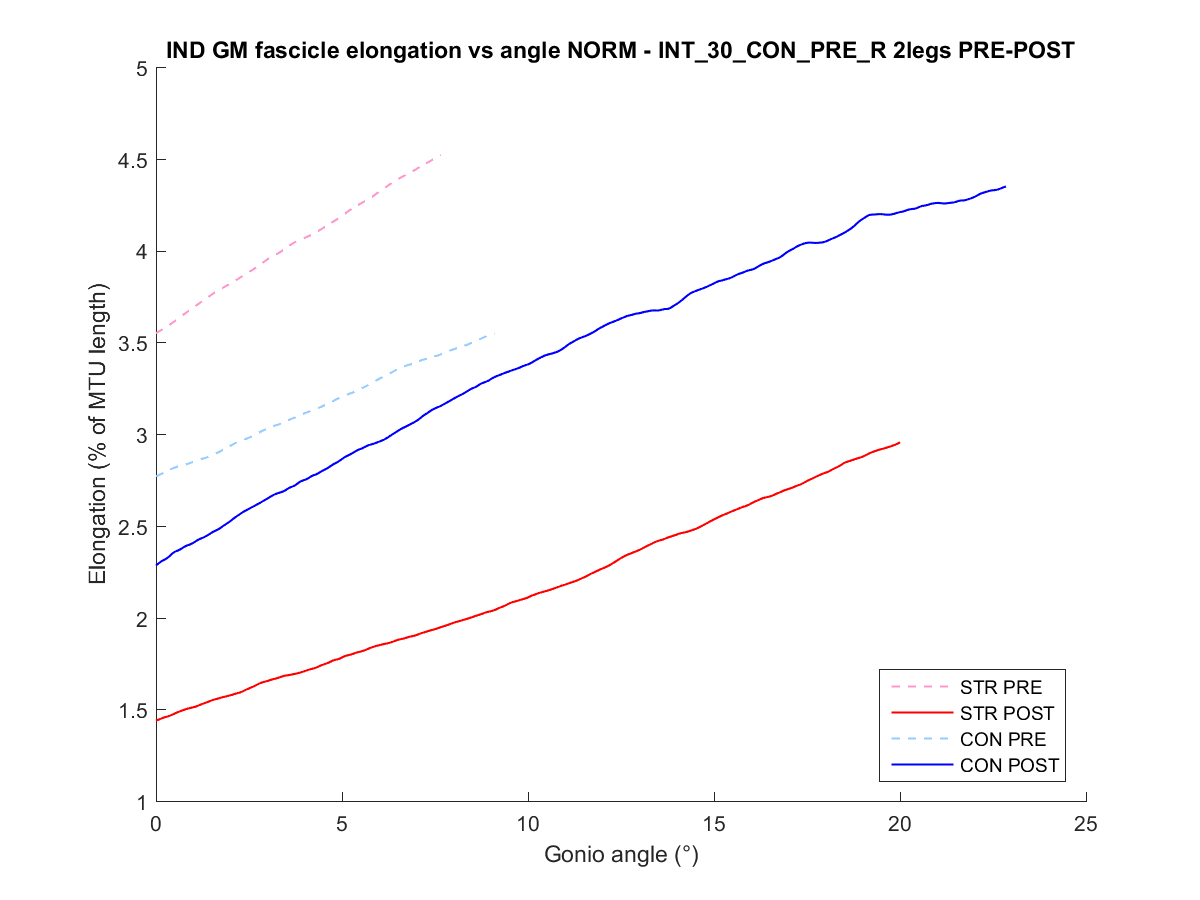 IND GM fascicle elongation vs angle NORM - INT_30_CON_PRE_R 2legs PRE-POST
5
4.5
4
3.5
3
2.5
2
1.5
1
Elongation (% of MTU length)
0
5
10
15
20
25
Gonio angle (°)
STR PRE
STR POST
CON PRE
CON POST